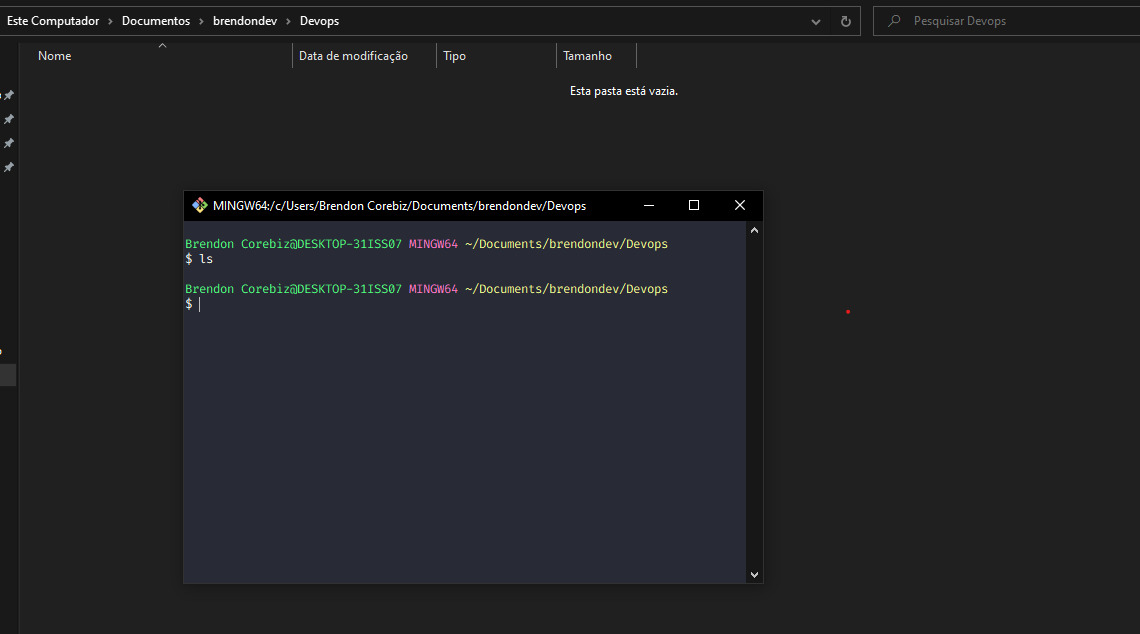 Este Computador > Documents > brendondev > Devops
Pesquisar Devops
Nome Data de modificação Tipo Tamanho
Esta pasta está vazia.
MINGW64:/c/Users/Brendon Corebiz/Documents/brendondev/Devops
Brendon Corebiz@DESKTOP-31ISS07 MINGW64 ~/Documents/brendondev/Devops
$ ls
Brendon Corebiz@DESKTOP-31ISS07 MINGW64 ~/Documents/brendondev/Devops
$